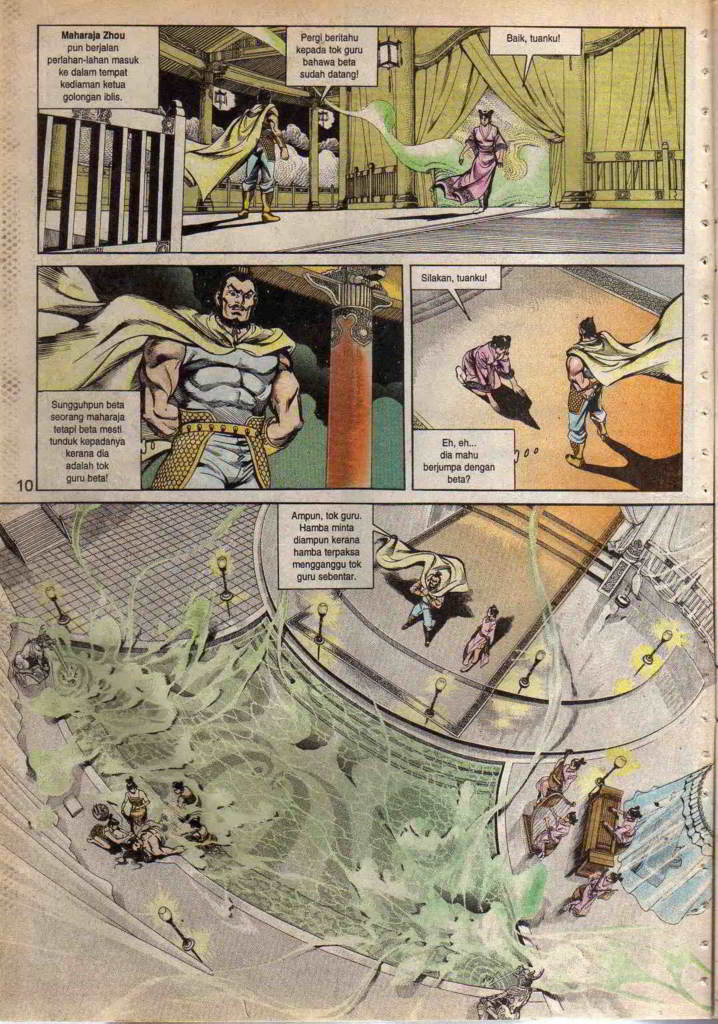 Maharaja Zhou
pun berjalan
perlahan-lahan masuk
ke dalam tempat
kediaman ketua
golongan iblis.
Pergi beritahu
kepada tok guru
bahawa beta
sudah datang!
Baik, tuanku!
Sungguhpun beta
seorang maharaja
tetapi beta mesti
tunduk kepadanya
kerana dia
adalah tok
guru beta!
Silakan, tuanku!
Eh, eh...
dia mahu
berjumpa dengan
beta?
10
Ampun, tok guru.
Hamba minta
diampun kerana
hamba terpaksa
mengganggu tok
guru sebentar.